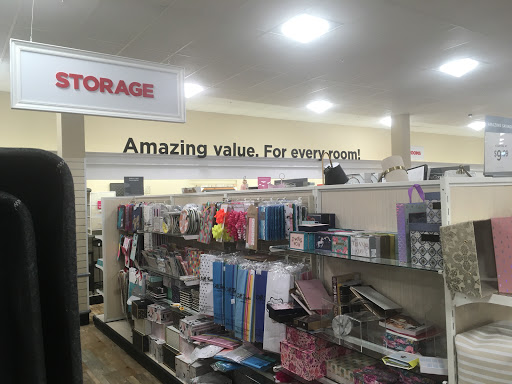 STORAGE
Amazing value. For every room!